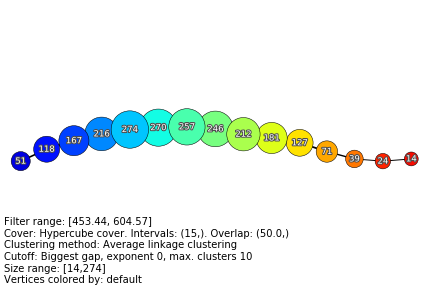 51 118 167 216 274 270 257 246 212 191 127 71 39 24 14
Filter range: [453.44, 604.57]
Cover: Hypercube cover. Intervals: (15,). Overlap: (50.0,)
Clustering method: Average linkage clustering
Cutoff: Biggest gap, exponent 0, max. clusters 10
Size range: [14,274]
Vertices colored by: default